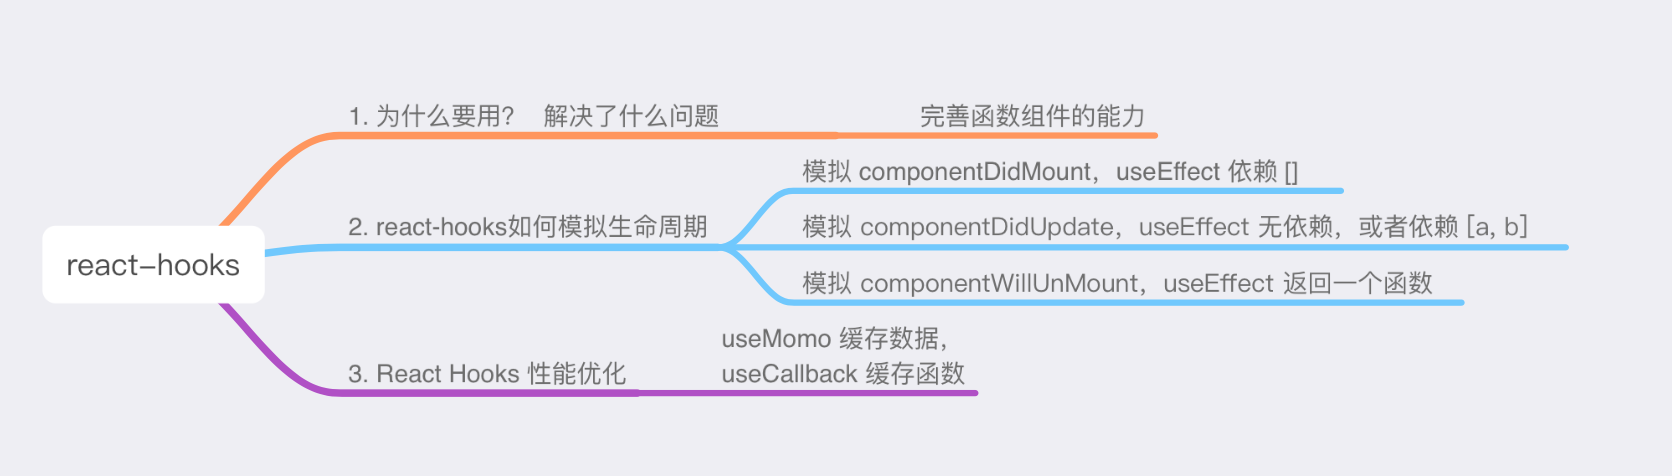 react-hooks
1. 为什么要用？ 解决了什么问题
完善函数组件的能力
2. react-hooks如何模拟生命周期
模拟 componentDidMount，useEffect 依赖 []
模拟 componentDidUpdate，useEffect 无依赖，或者依赖 [a, b]
模拟 componentWillUnMount，useEffect 返回一个函数
3. React Hooks 性能优化
useMomo 缓存数据，
useCallback 缓存函数